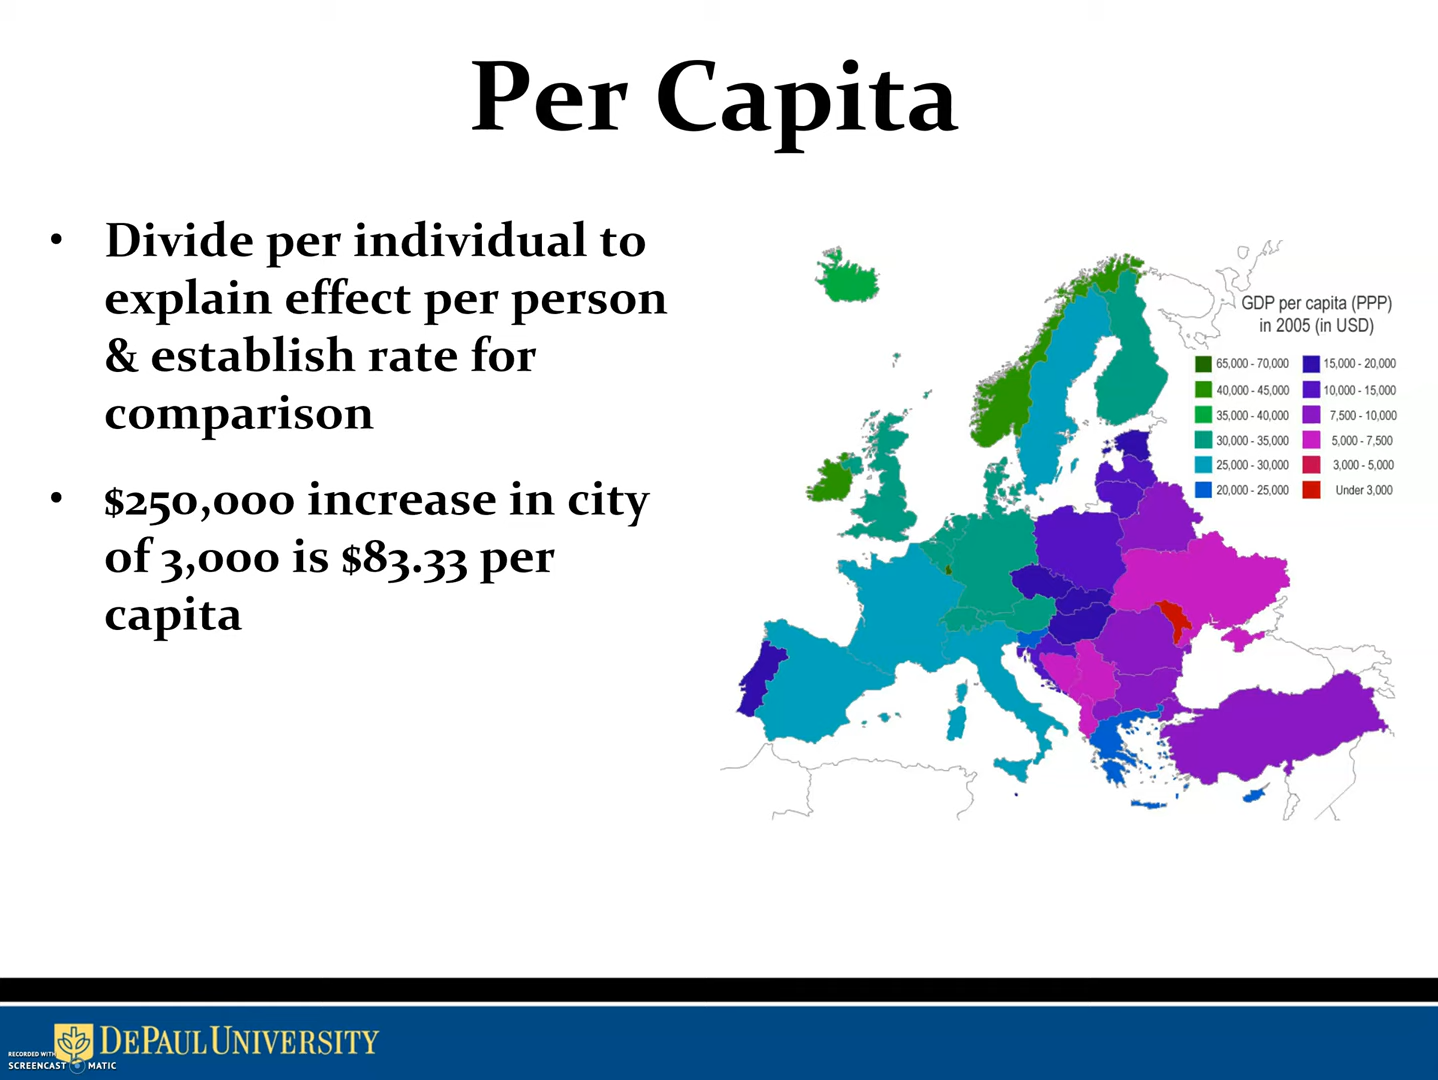 Per Capita
• Divide per individual to
explain effect per person
& establish rate for
comparison
• $250,000 increase in city
of 3,000 is $83.33 per
capita
GDP per capita (PPP)
in 2005 (in USD)
65,000 - 70,000 15,000 - 20,000
40,000 - 45,000 10,000 - 15,000
35,000 - 40,000 7,500 - 10,000
30,000 - 35,000 5,000 - 7,500
25,000 - 30,000 3,000 - 5,000
20,000 - 25,000 Under 3,000
DEPAUL UNIVERSITY
RECORDED WITH
SCREENCAST MATIC